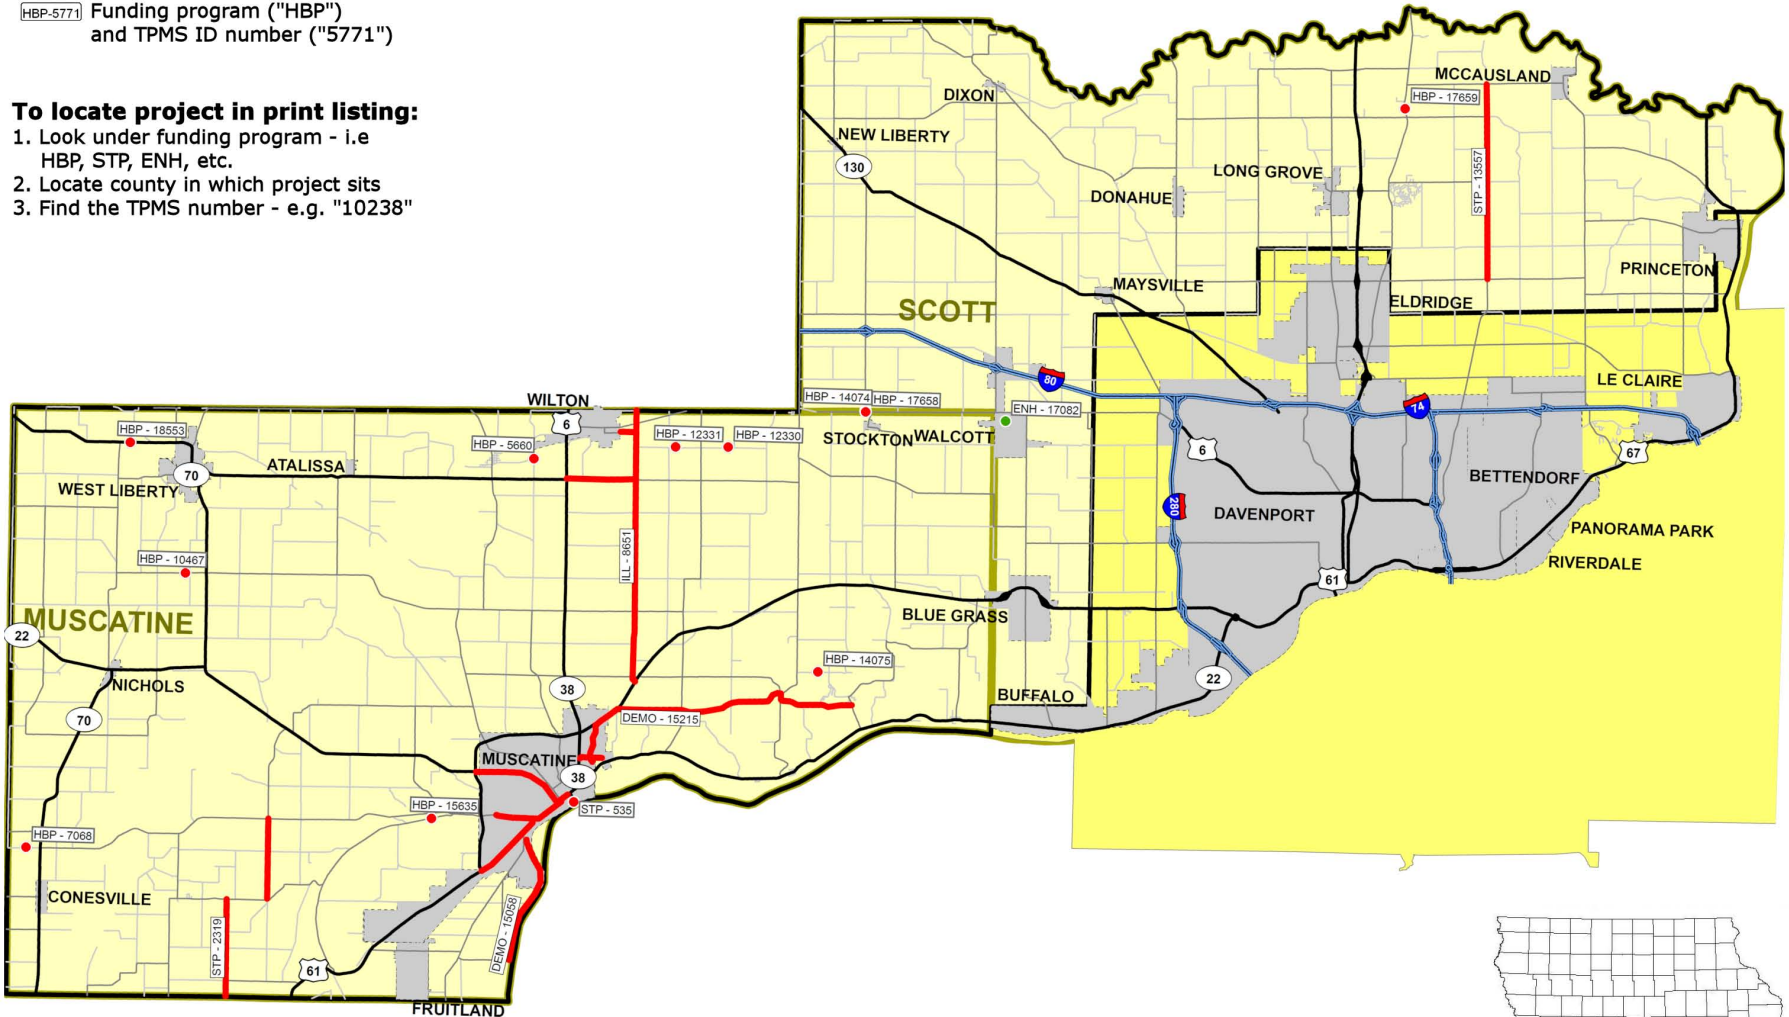 HBP-5771 Funding program ("HBP")
and TPMS ID number ("5771")
To locate project in print listing:
1. Look under funding program - i.e
HBP, STP, ENH, etc.
2. Locate county in which project sits
3. Find the TPMS number - e.g. "10238"
MCCAUSLAND
DIXON
HBP - 17659
NEW LIBERTY
130
LONG GROVE
STP - 13557
DONAHUE
PRINCETON
MAYSVILLE
ELDRIDGE
SCOTT
80
LE CLAIRE
74
WILTON
HBP - 14074
HBP - 17658
ENH - 17082
6
HBP - 18553
HBP - 5660
HBP - 12331
HBP - 12330
STOCKTON
WALCOTT
6
67
ATALISSA
70
WEST LIBERTY
BETTENDORF
280
DAVENPORT
PANORAMA PARK
ILL - 8651
HBP - 10467
RIVERDALE
61
MUSCATINE
BLUE GRASS
22
HBP - 14075
NICHOLS
38
22
BUFFALO
70
DEMO - 15215
MUSCATINE
38
HBP - 15635
STP - 535
HBP - 7068
CONESVILLE
STP - 2319
DEMO - 15058
61
FRUITLAND